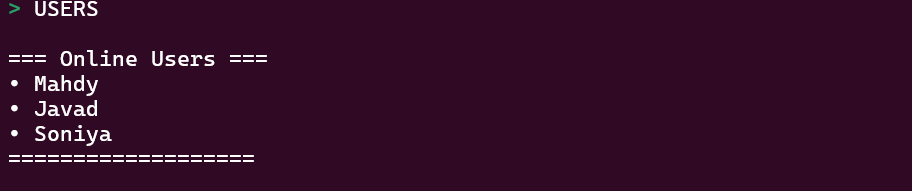 > USERS
=== Online Users ===
• Mahdy
• Javad
• Soniya
===================